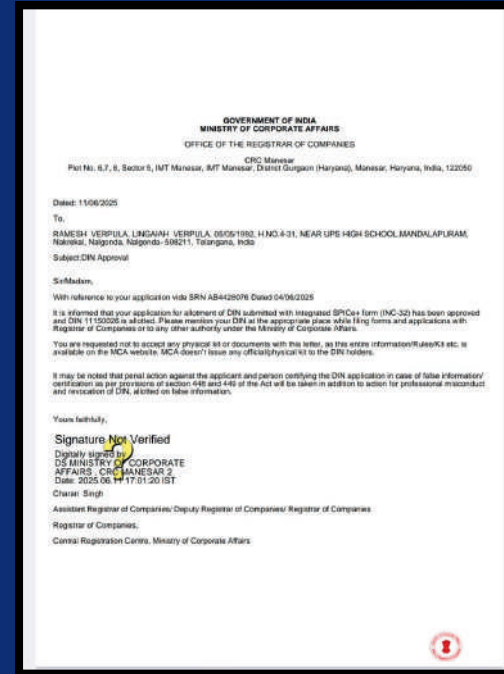 GOVERNMENT OF INDIA
MINISTRY OF CORPORATE AFFAIRS
OFFICE OF THE REGISTRAR OF COMPANIES
CRC Manesar
Plot No. 6,7, 8, Sector 5, IMT Manesar, IMT Manesar, District Gurgaon (Haryana), Manesar, Haryana, India, 122050
Dated: 11/06/2025
To,
RAMESH VERPULA, LINGAIAH VERPULA, 05/05/1992, H.NO.4-31, NEAR UPS HIGH SCHOOL,MANDALAPURAM,
Nakrekal, Nalgonda, Nalgonda- 508211, Telangana, India
Subject:DIN Approval
Sir/Madam,
With reference to your application vide SRN AB4428076 Dated 04/06/2025
It is informed that your application for allotment of DIN submitted with Integrated SPICe+ form (INC-32) has been approved
and DIN 11150026 is allotted. Please mention your DIN at the appropriate place while filing forms and applications with
Registrar of Companies or to any other authority under the Ministry of Corporate Affairs.
You are requested not to accept any physical kit or documents with this letter, as this entire information/Rules/Kit etc. is
available on the MCA website. MCA doesn't issue any official/physical kit to the DIN holders.
It may be noted that penal action against the applicant and person certifying the DIN application in case of false information/
certification as per provisions of section 448 and 449 of the Act will be taken in addition to action for professional misconduct
and revocation of DIN, allotted on false information.
Yours faithfully,
Signature Not Verified
Digitally signed by
DS MINISTRY OF CORPORATE
AFFAIRS , CRC MANESAR 2
Date: 2025.06.11 17:01:20 IST
Charan Singh
Assistant Registrar of Companies/ Deputy Registrar of Companies/ Registrar of Companies
Registrar of Companies,
Central Registration Centre, Ministry of Corporate Affairs